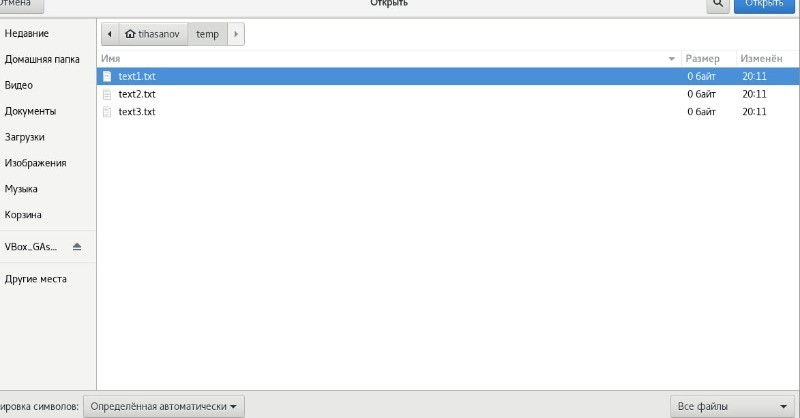 Отмена Открыть Открыть
tihasanov temp
Недавние
Домашняя папка
Видео
Документы
Загрузки
Изображения
Музыка
Корзина
VBox_GAs...
Другие места
Имя Размер Изменён
text1.txt 0 байт 20:11
text2.txt 0 байт 20:11
text3.txt 0 байт 20:11
ировка символов: Определённая автоматически Все файлы